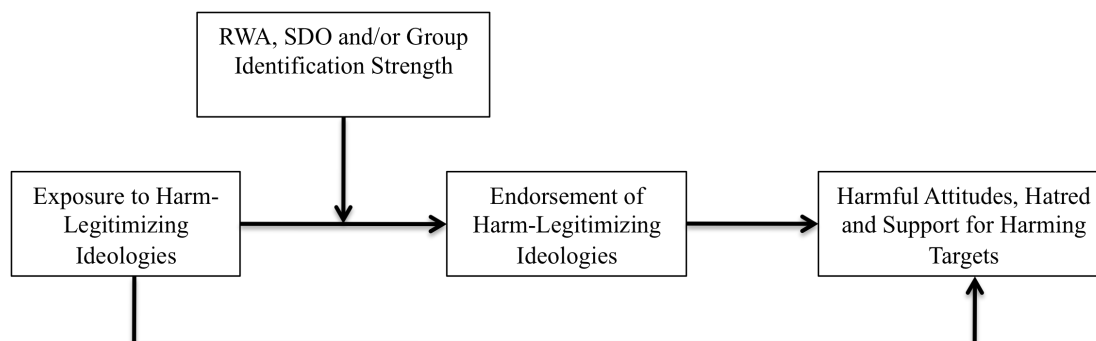 RWA, SDO and/or Group
Identification Strength
Exposure to Harm-
Legitimizing
Ideologies
Endorsement of
Harm-Legitimizing
Ideologies
Harmful Attitudes, Hatred
and Support for Harming
Targets